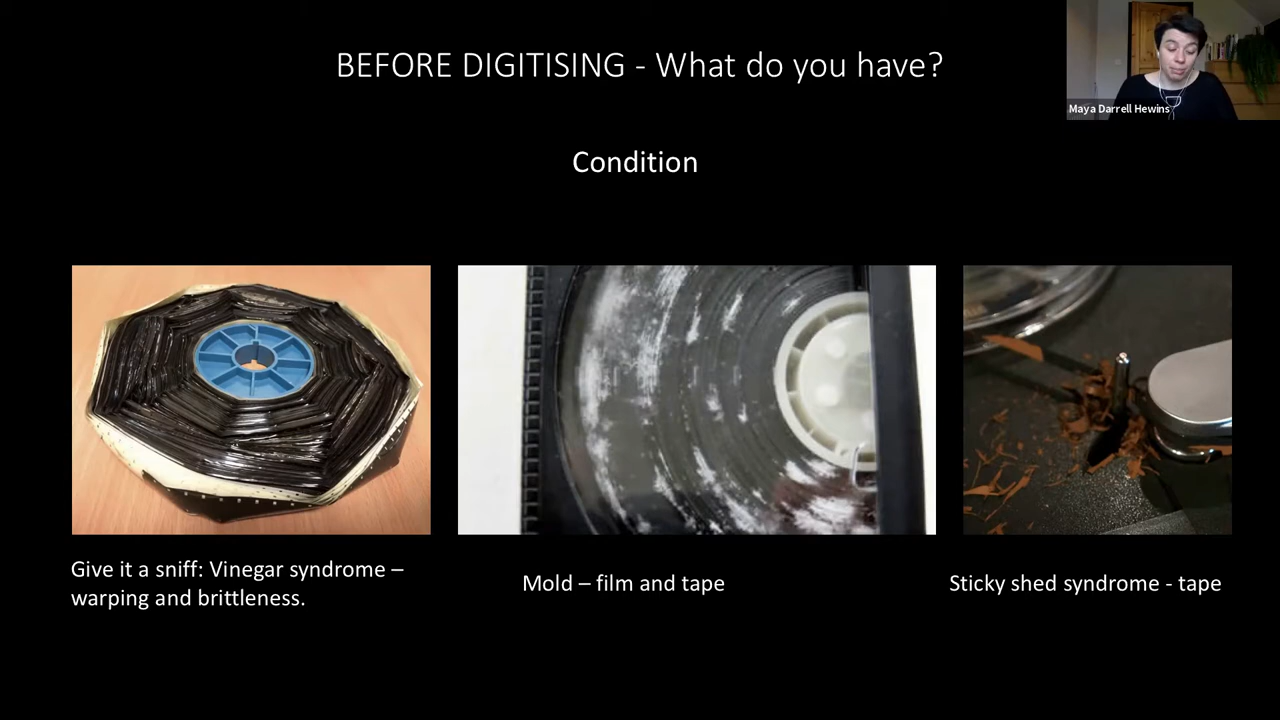 BEFORE DIGITISING - What do you have?
Maya Darrell Hewins
Condition
Give it a sniff: Vinegar syndrome –
warping and brittleness.
Mold – film and tape
Sticky shed syndrome - tape